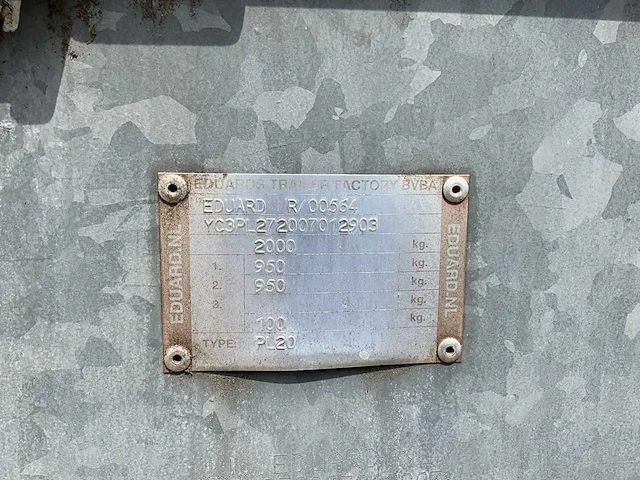 EDUARDS TRAILER FACTORY BVBA
EDUARD R/00564
YC3PL272007012903
2000 kg.
1. 950 kg.
2. 950 kg.
3. kg.
100 kg.
TYPE: PL20
EDUARD.NL
EDUARD.NL